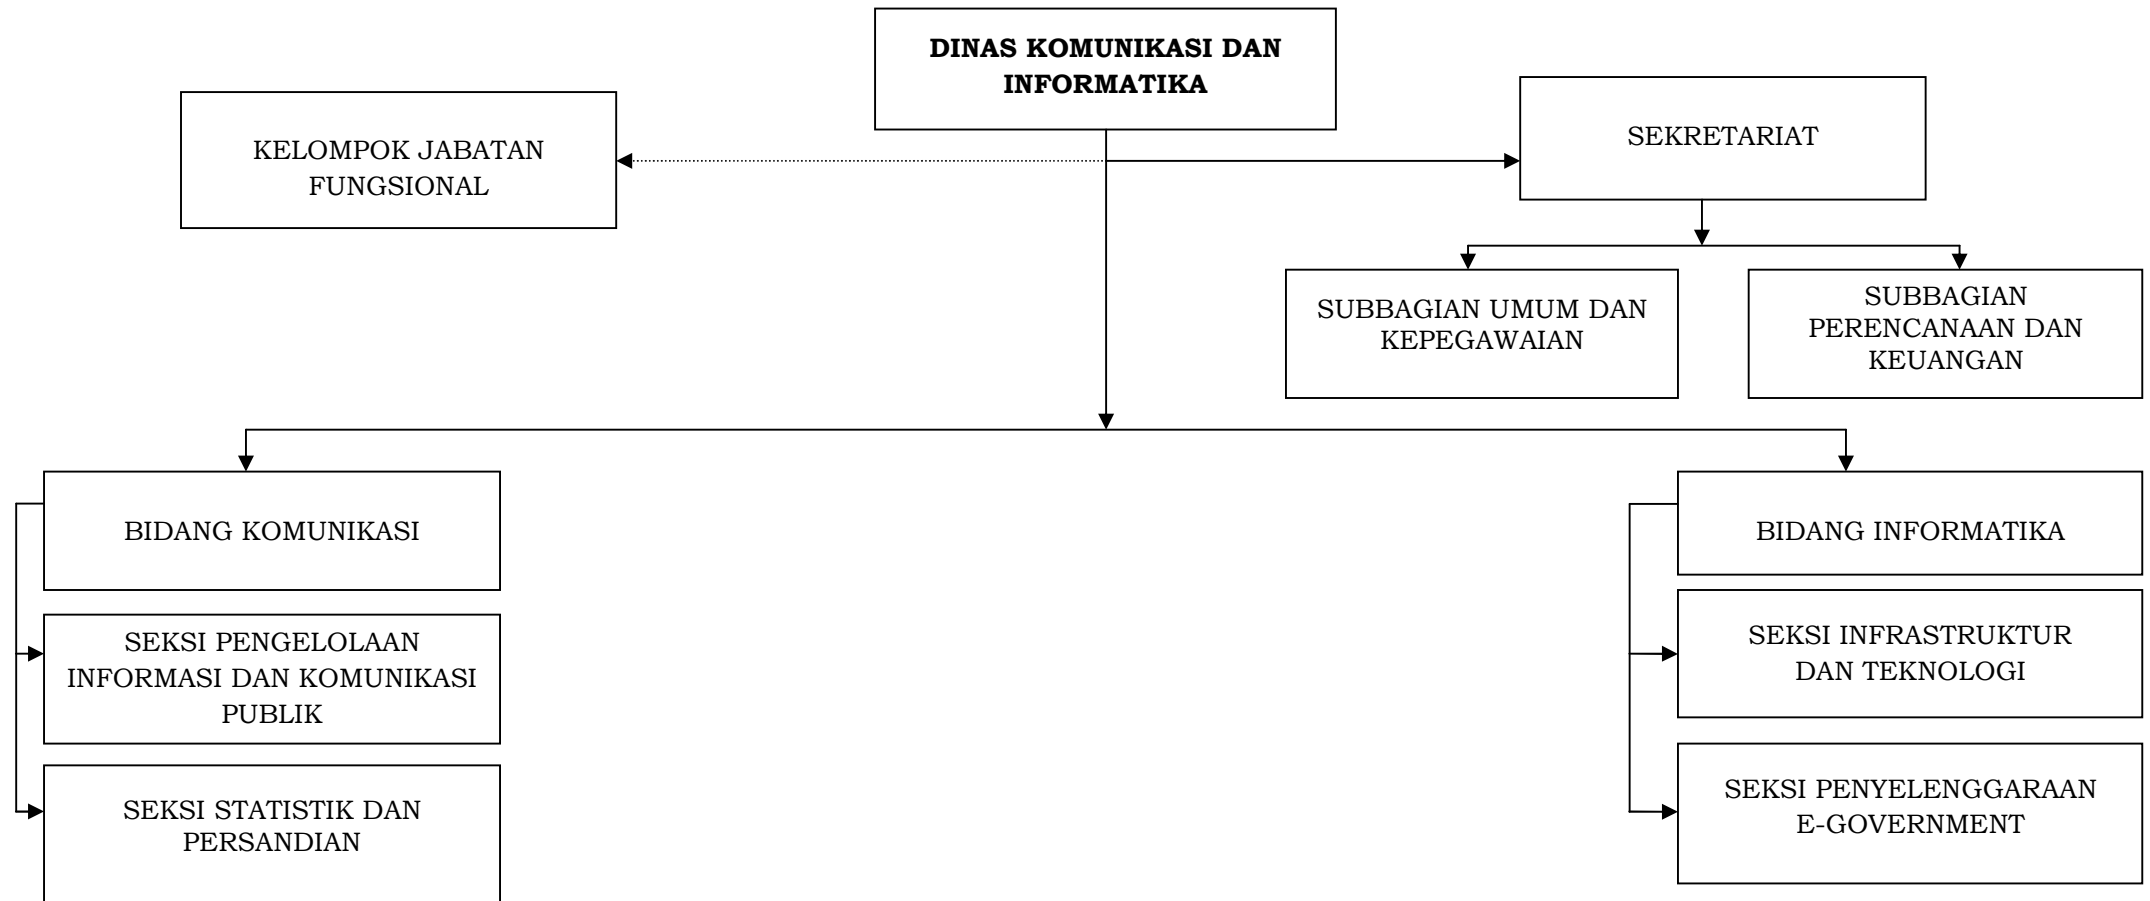 DINAS KOMUNIKASI DAN
INFORMATIKA
KELOMPOK JABATAN
FUNGSIONAL
SEKRETARIAT
SUBBAGIAN UMUM DAN
KEPEGAWAIAN
SUBBAGIAN
PERENCANAAN DAN
KEUANGAN
BIDANG KOMUNIKASI
BIDANG INFORMATIKA
SEKSI PENGELOLAAN
INFORMASI DAN KOMUNIKASI
PUBLIK
SEKSI INFRASTRUKTUR
DAN TEKNOLOGI
SEKSI STATISTIK DAN
PERSANDIAN
SEKSI PENYELENGGARAAN
E-GOVERNMENT